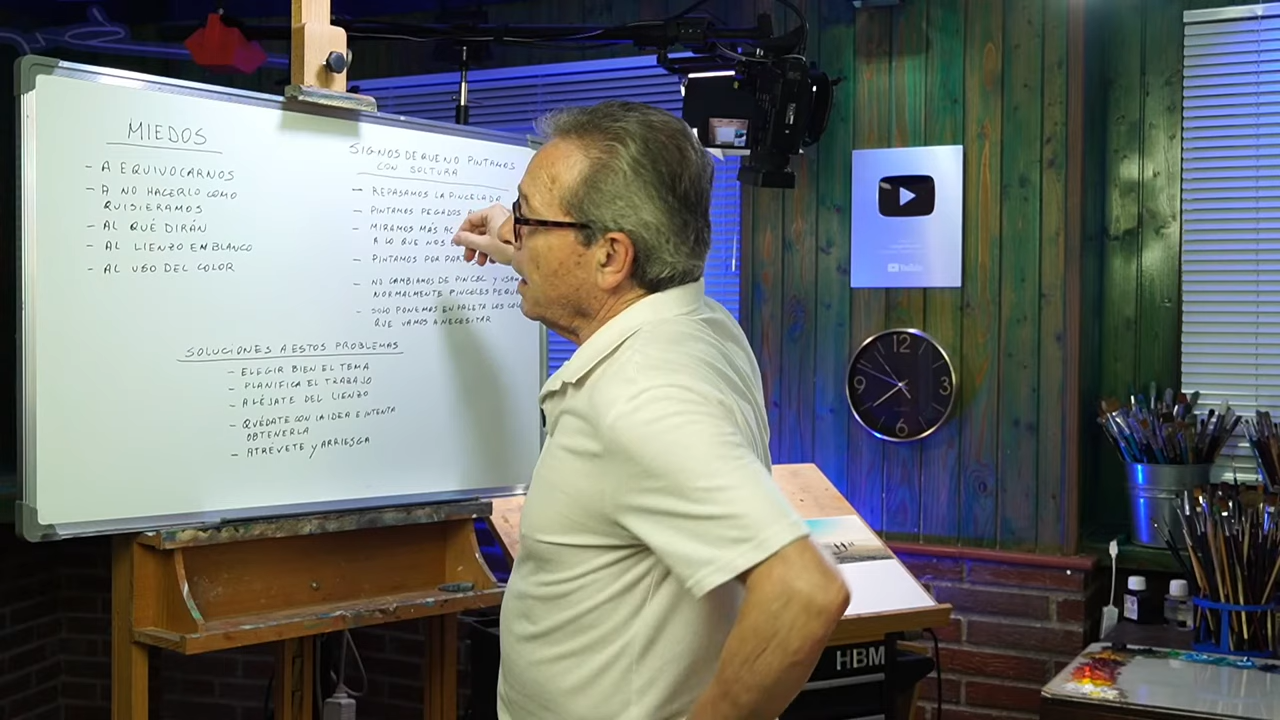 MIEDOS
- A EQUIVOCARNOS
- A NO HACERLO COMO
QUISIERAMOS
- AL QUÉ DIRÁN
- AL LIENZO EN BLANCO
- AL USO DEL COLOR
SIGNOS DE QUE NO PINTAMOS
CON SOLTURA
- REPASAMOS LA PINCELADA
- PINTAMOS PEGADOS
- MIRAMOS MÁS
A LO QUE NOS
- PINTAMOS POR
- NO CAMBIAMOS DE PINCEL Y
NORMALMENTE PINCELES
- SOLO PONEMOS EN PALETA LOS
QUE VAMOS A NECESITAR
SOLUCIONES A ESTOS PROBLEMAS
- ELEGIR BIEN EL TEMA
- PLANIFICA EL TRABAJO
- ALÉJATE DEL LIENZO
- QUÉDATE CON LA IDEA E INTENTA
OBTENERLA
- ATRÉVETE Y ARRIESGA
YouTube
12
9
3
6
HBM